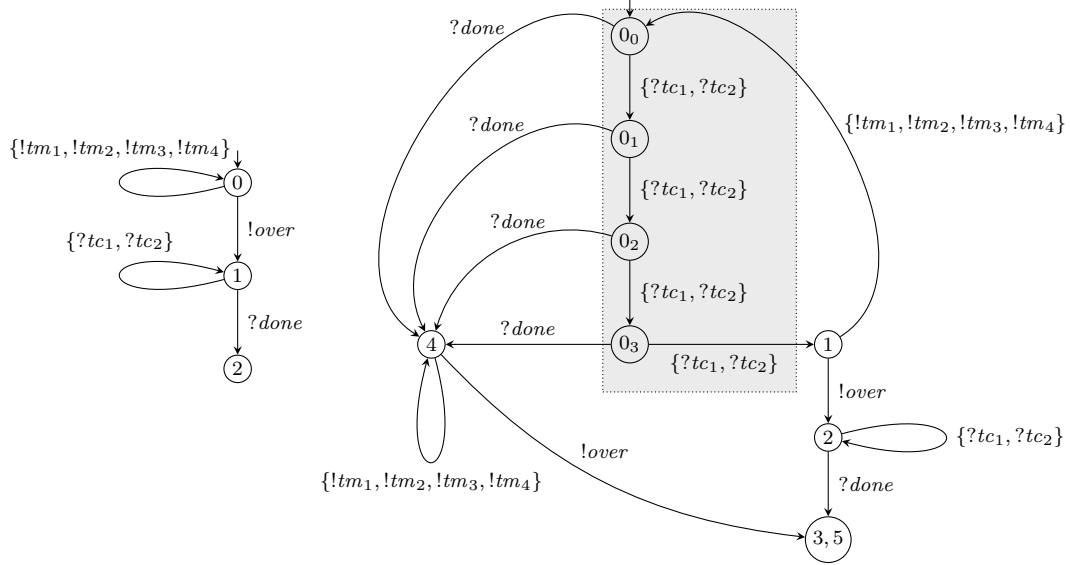 {!tm₁, !tm₂, !tm₃, !tm₄}
0
!over
{?tc₁, ?tc₂}
1
?done
2
?done
0₀
{?tc₁, ?tc₂}
{!tm₁, !tm₂, !tm₃, !tm₄}
?done
0₁
{?tc₁, ?tc₂}
?done
0₂
{?tc₁, ?tc₂}
4
?done
0₃
{?tc₁, ?tc₂}
1
!over
2
{?tc₁, ?tc₂}
{!tm₁, !tm₂, !tm₃, !tm₄}
!over
?done
3, 5